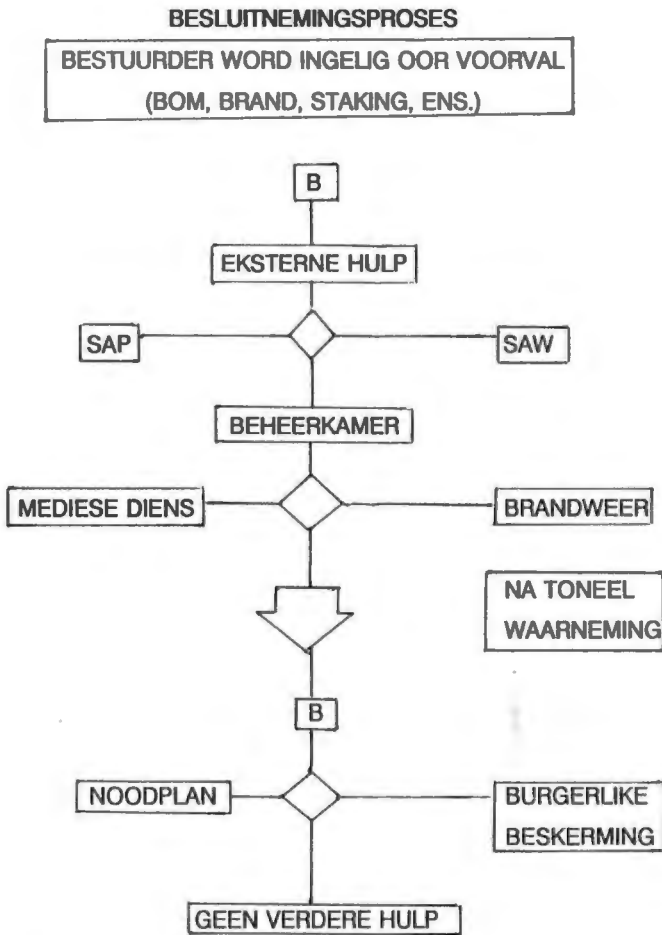 BESLUITNEMINGSPROSES
BESTUURDER WORD INGELIG OOR VOORVAL
(BOM, BRAND, STAKING, ENS.)
B
EKSTERNE HULP
SAP
SAW
BEHEERKAMER
MEDIESE DIENS
BRANDWEER
NA TONEEL
WAARNEMING
B
NOODPLAN
BURGERLIKE
BESKERMING
GEEN VERDERE HULP